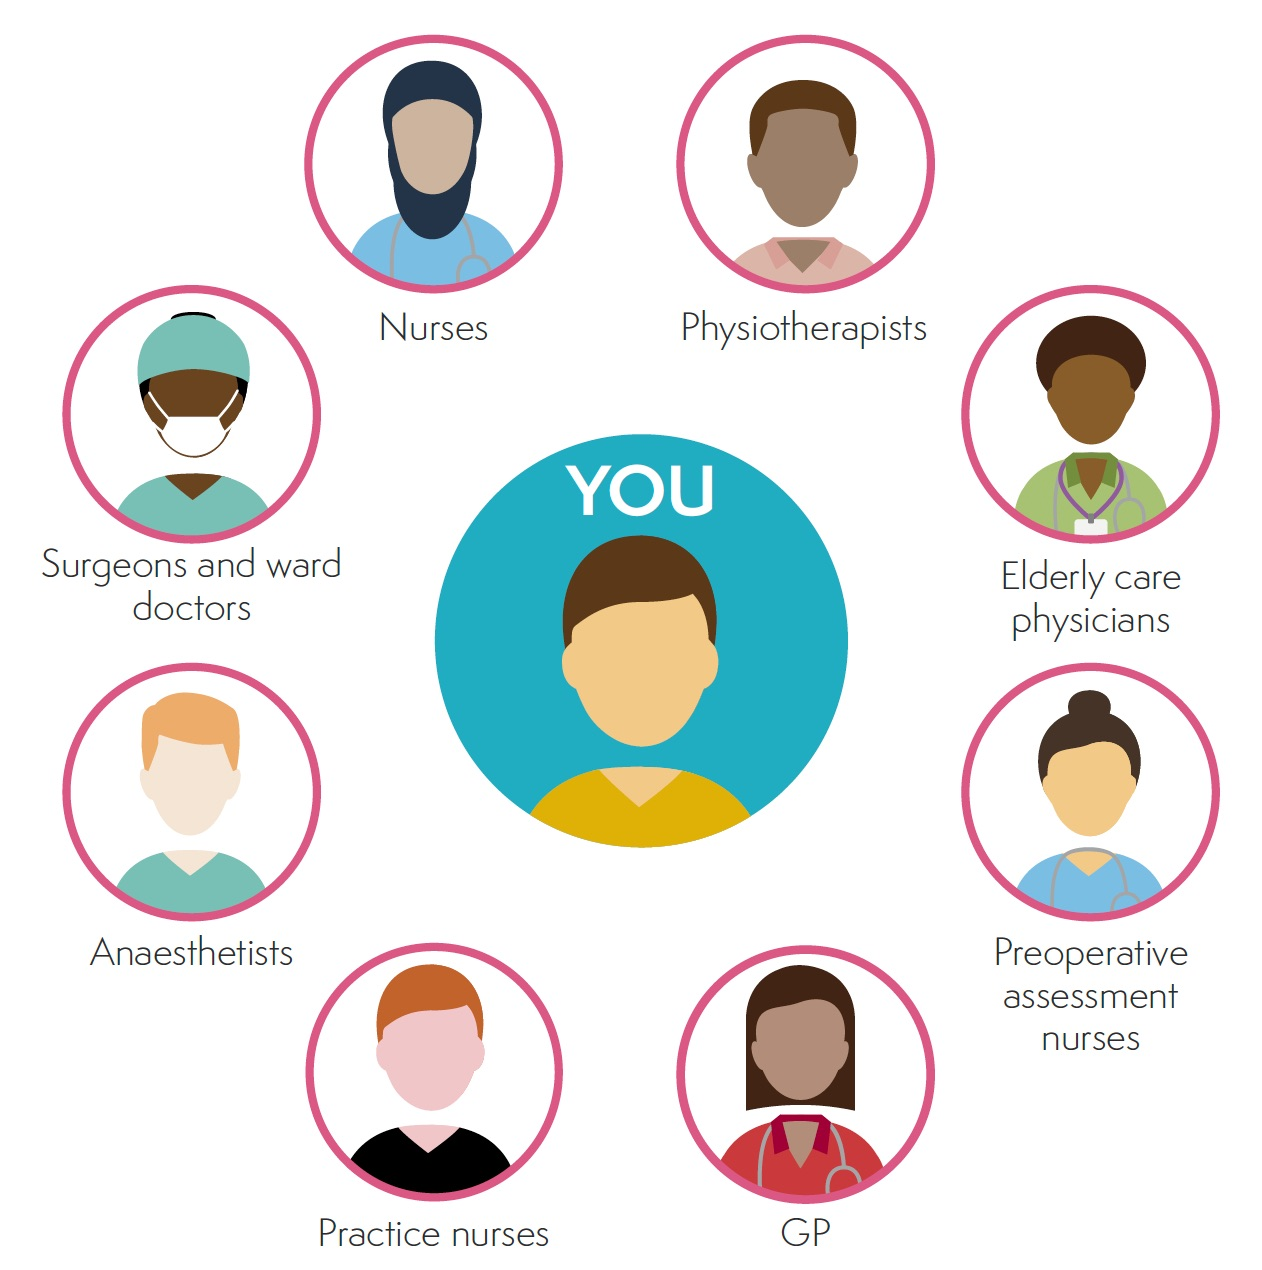 Nurses
Physiotherapists
YOU
Surgeons and ward
doctors
Elderly care
physicians
Anaesthetists
Preoperative
assessment
nurses
Practice nurses
GP